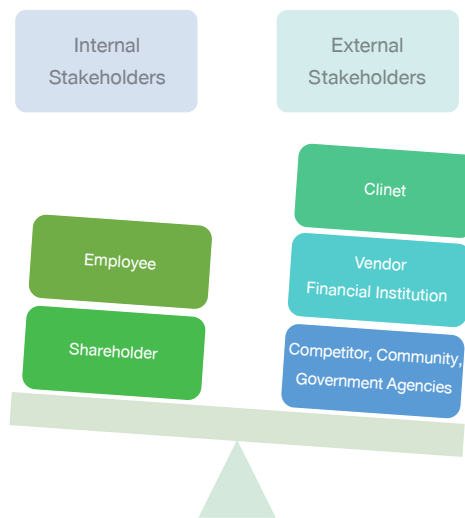 Internal
Stakeholders
External
Stakeholders
Employee
Shareholder
Clinet
Vendor
Financial Institution
Competitor, Community,
Government Agencies